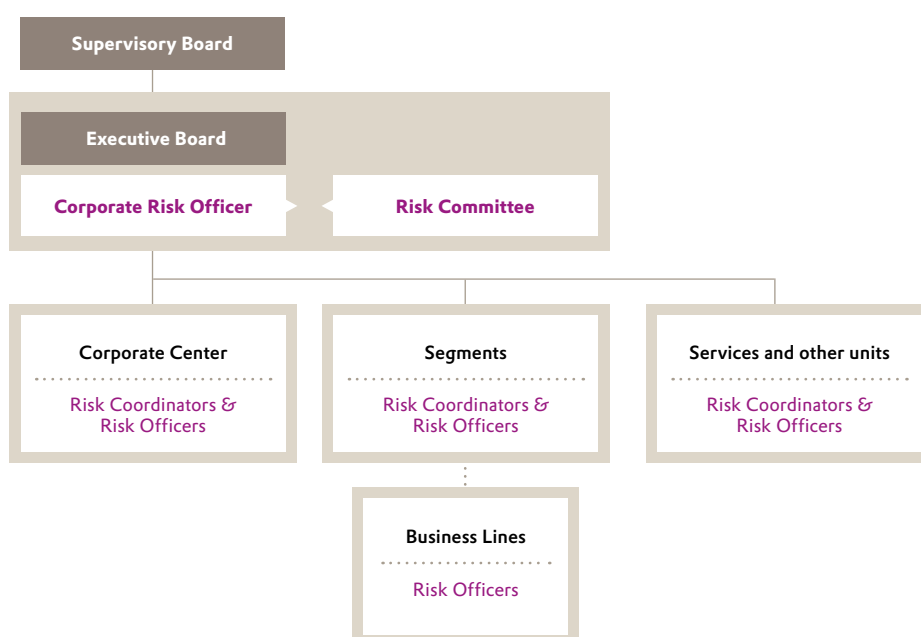 Supervisory Board
Executive Board
Corporate Risk Officer
Risk Committee
Corporate Center
Risk Coordinators &
Risk Officers
Segments
Risk Coordinators &
Risk Officers
Services and other units
Risk Coordinators &
Risk Officers
Business Lines
Risk Officers